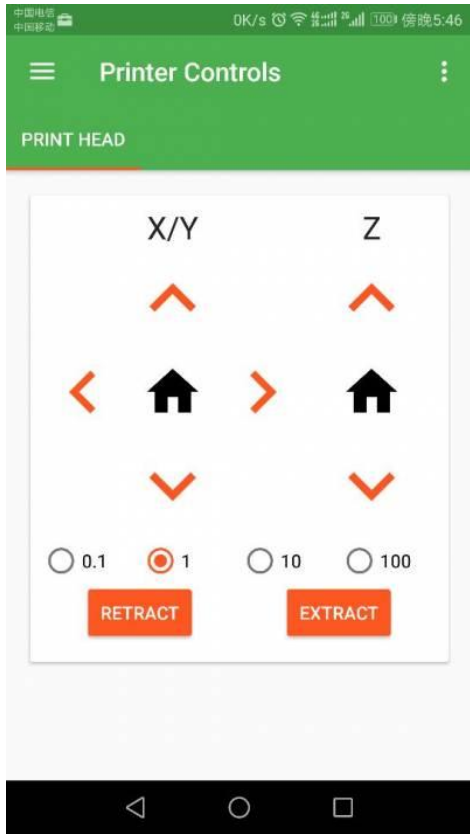 中国电信
中国移动
0K/s 100 傍晚5:46
Printer Controls
PRINT HEAD
X/Y Z
0.1 1 10 100
RETRACT EXTRACT